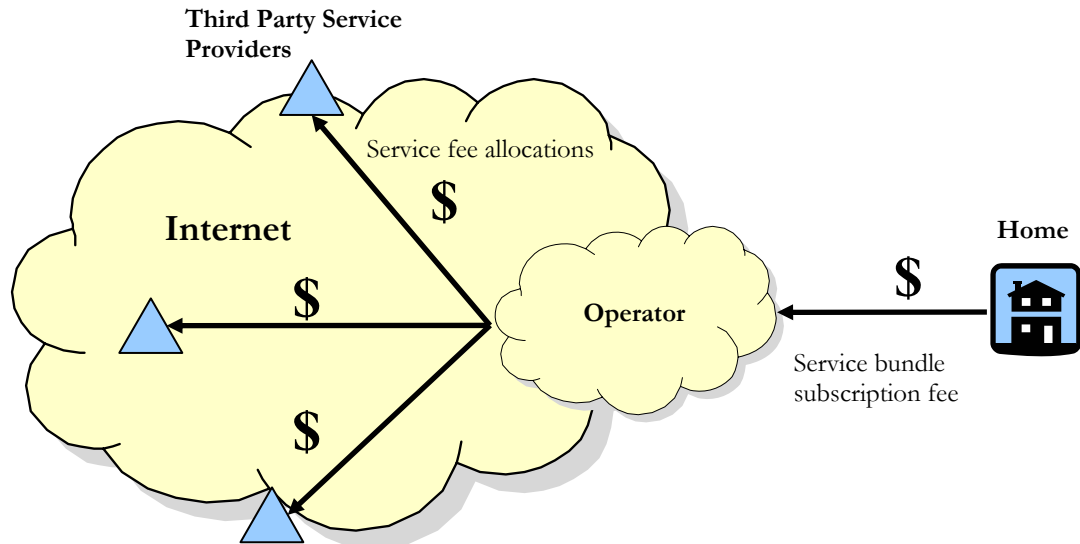 Third Party Service
Providers
Service fee allocations
$
Internet
Home
$
$
Operator
Service bundle
subscription fee
$